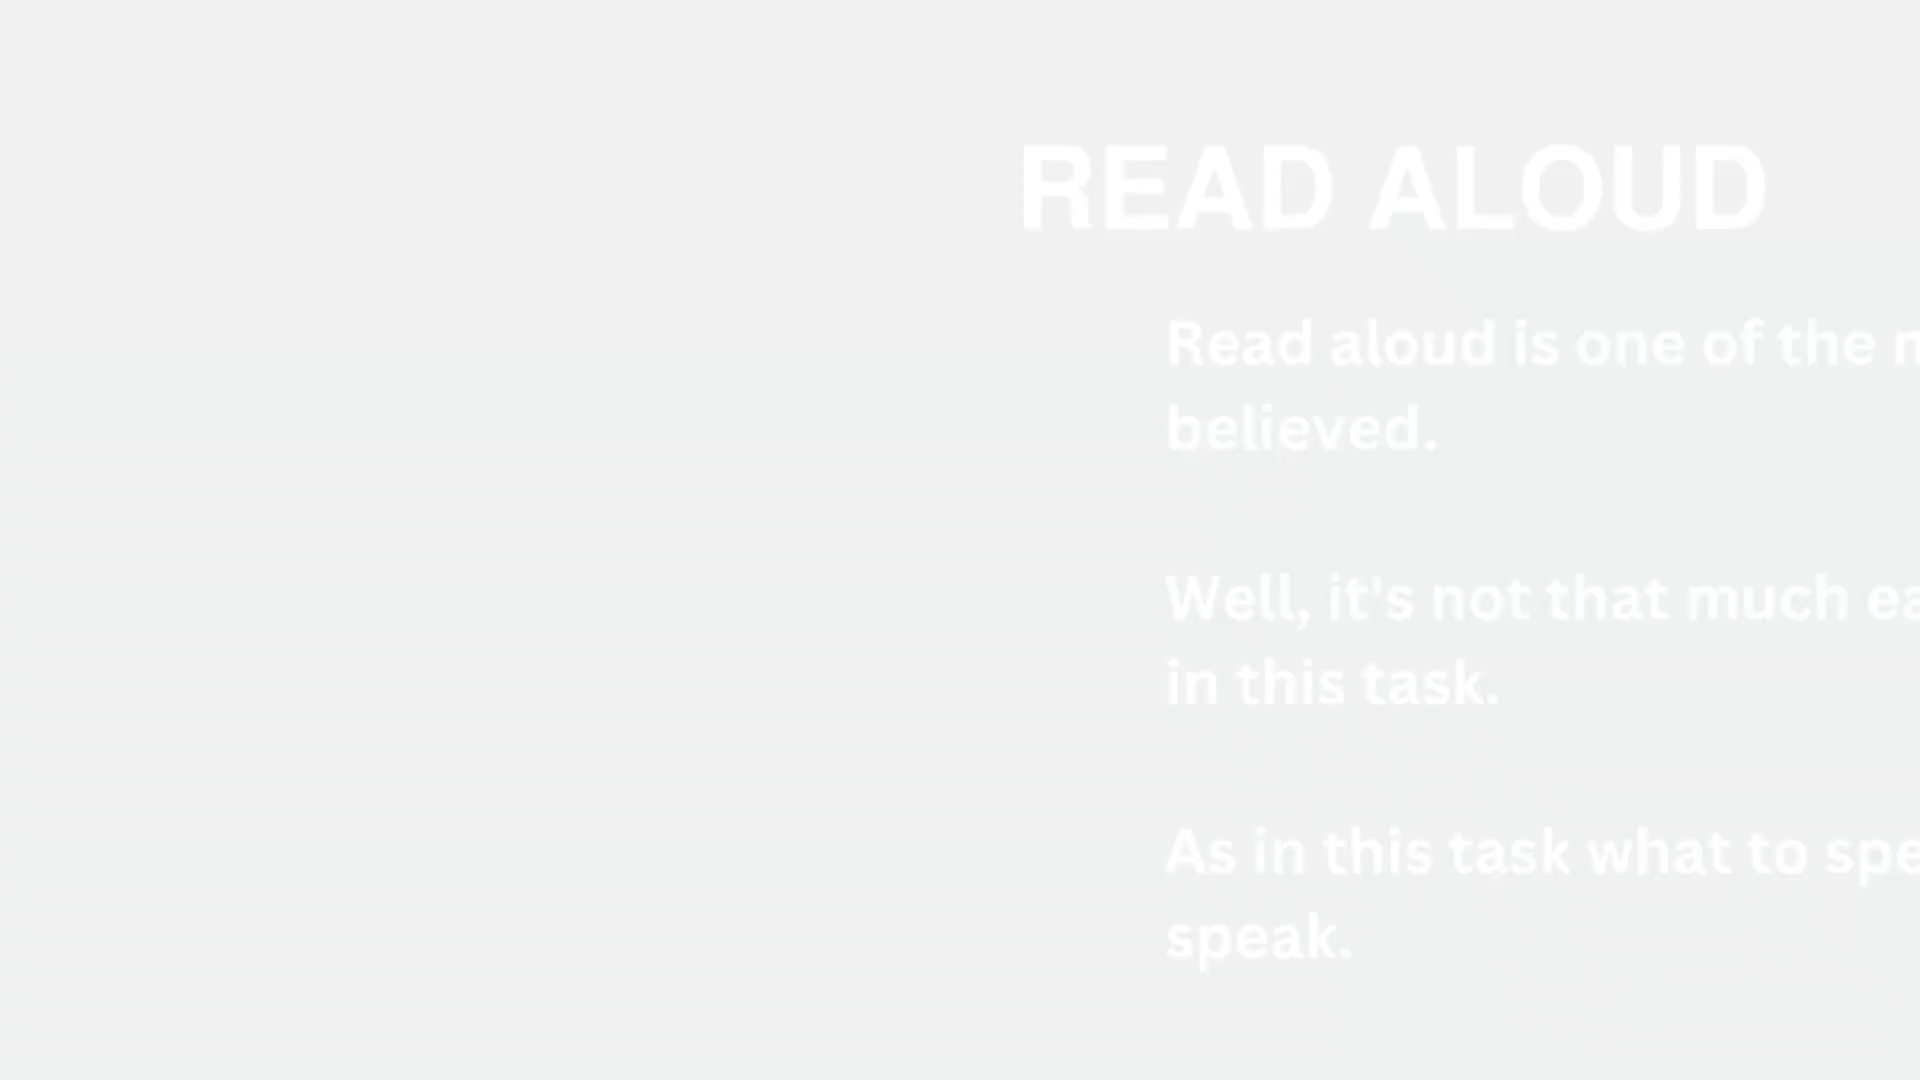 READ ALOUD
Read aloud is one of the
believed.
Well, it's not that much
in this task.
As in this task what to
speak.